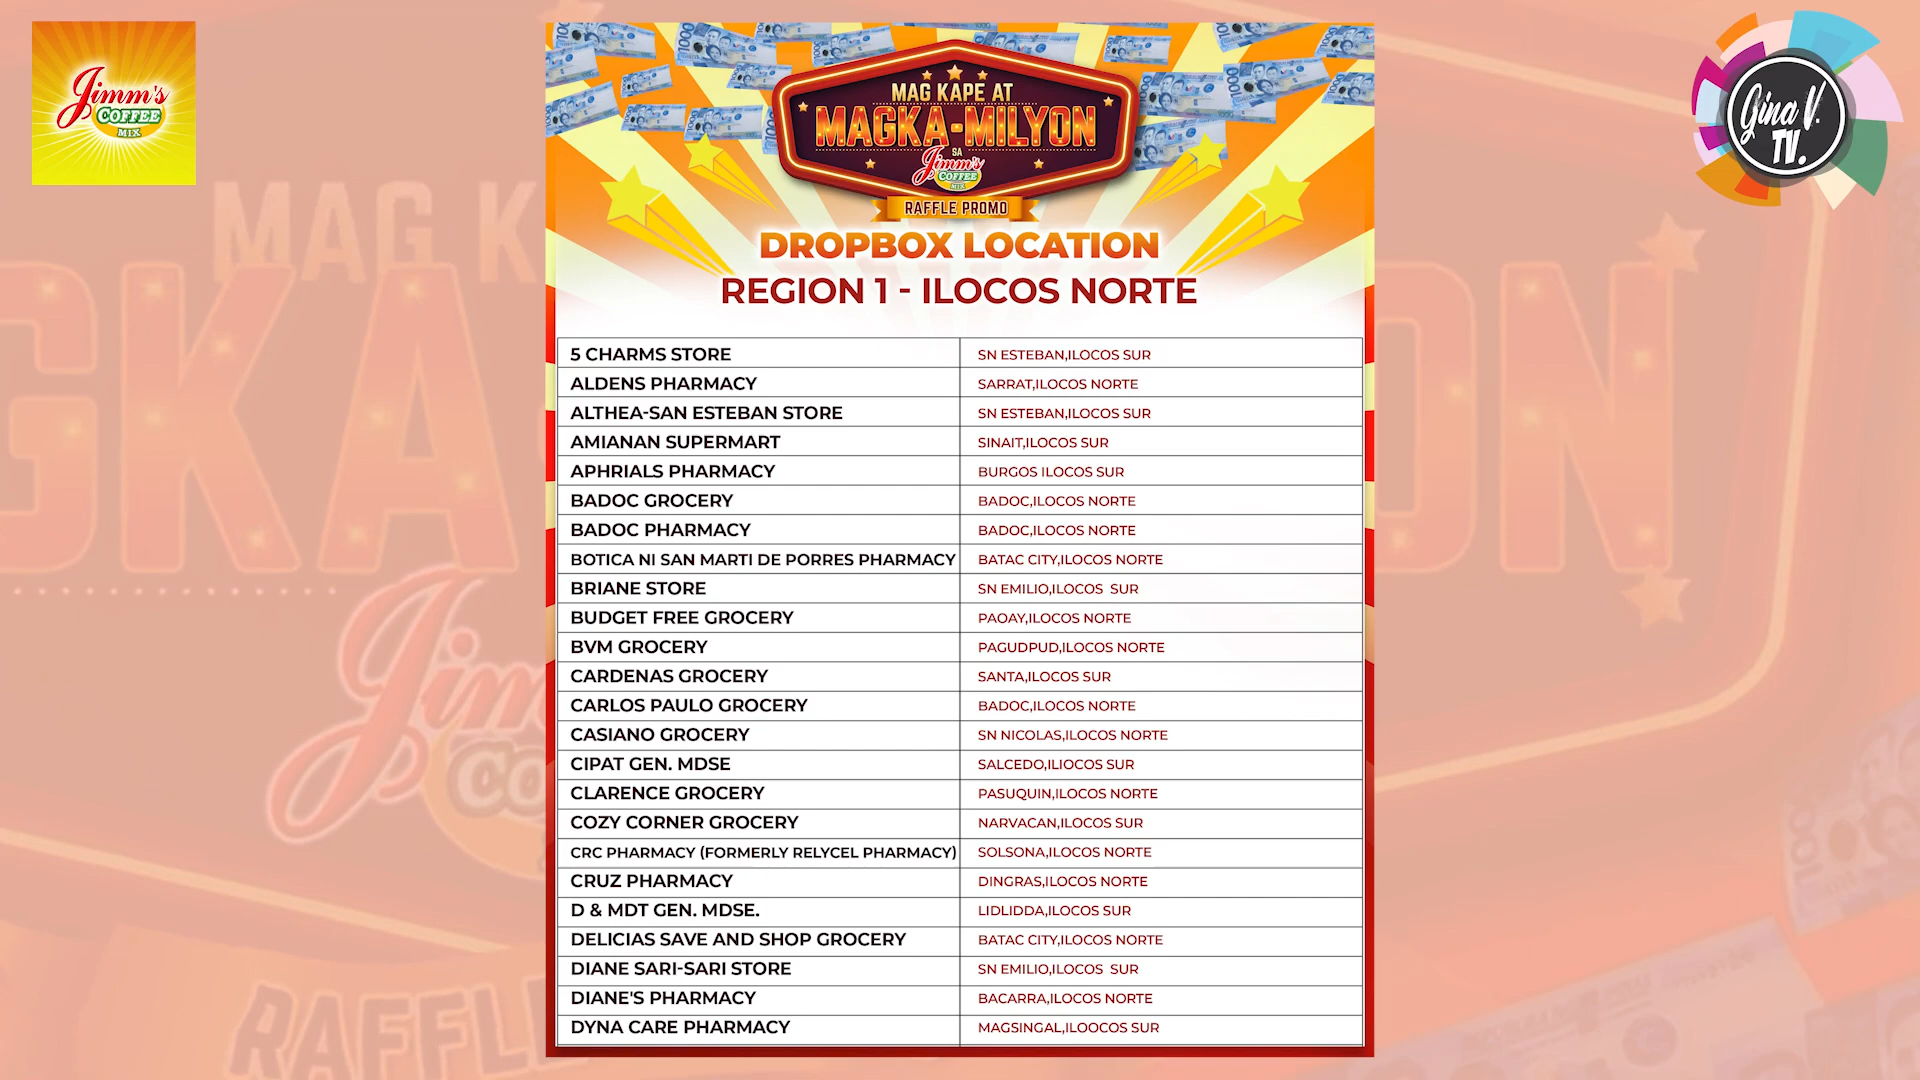 Jimm's
COFFEE
MIX
Gina V.
TV.
MAG KAPE AT
MAGKA-MILYON
SA
Jimm's
COFFEE
MIX
RAFFLE PROMO
DROPBOX LOCATION
REGION 1 - ILOCOS NORTE
5 CHARMS STORE SN ESTEBAN,ILOCOS SUR
ALDENS PHARMACY SARRAT,ILOCOS NORTE
ALTHEA-SAN ESTEBAN STORE SN ESTEBAN,ILOCOS SUR
AMIANAN SUPERMART SINAIT,ILOCOS SUR
APHRIALS PHARMACY BURGOS ILOCOS SUR
BADOC GROCERY BADOC,ILOCOS NORTE
BADOC PHARMACY BADOC,ILOCOS NORTE
BOTICA NI SAN MARTI DE PORRES PHARMACY BATAC CITY,ILOCOS NORTE
BRIANE STORE SN EMILIO,ILOCOS SUR
BUDGET FREE GROCERY PAOAY,ILOCOS NORTE
BVM GROCERY PAGUDPUD,ILOCOS NORTE
CARDENAS GROCERY SANTA,ILOCOS SUR
CARLOS PAULO GROCERY BADOC,ILOCOS NORTE
CASIANO GROCERY SN NICOLAS,ILOCOS NORTE
CIPAT GEN. MDSE SALCEDO,ILIOCOS SUR
CLARENCE GROCERY PASUQUIN,ILOCOS NORTE
COZY CORNER GROCERY NARVACAN,ILOCOS SUR
CRC PHARMACY (FORMERLY RELYCEL PHARMACY) SOLSONA,ILOCOS NORTE
CRUZ PHARMACY DINGRAS,ILOCOS NORTE
D & MDT GEN. MDSE. LIDLIDDA,ILOCOS SUR
DELICIAS SAVE AND SHOP GROCERY BATAC CITY,ILOCOS NORTE
DIANE SARI-SARI STORE SN EMILIO,ILOCOS SUR
DIANE'S PHARMACY BACARRA,ILOCOS NORTE
DYNA CARE PHARMACY MAGSINGAL,ILOOCOS SUR